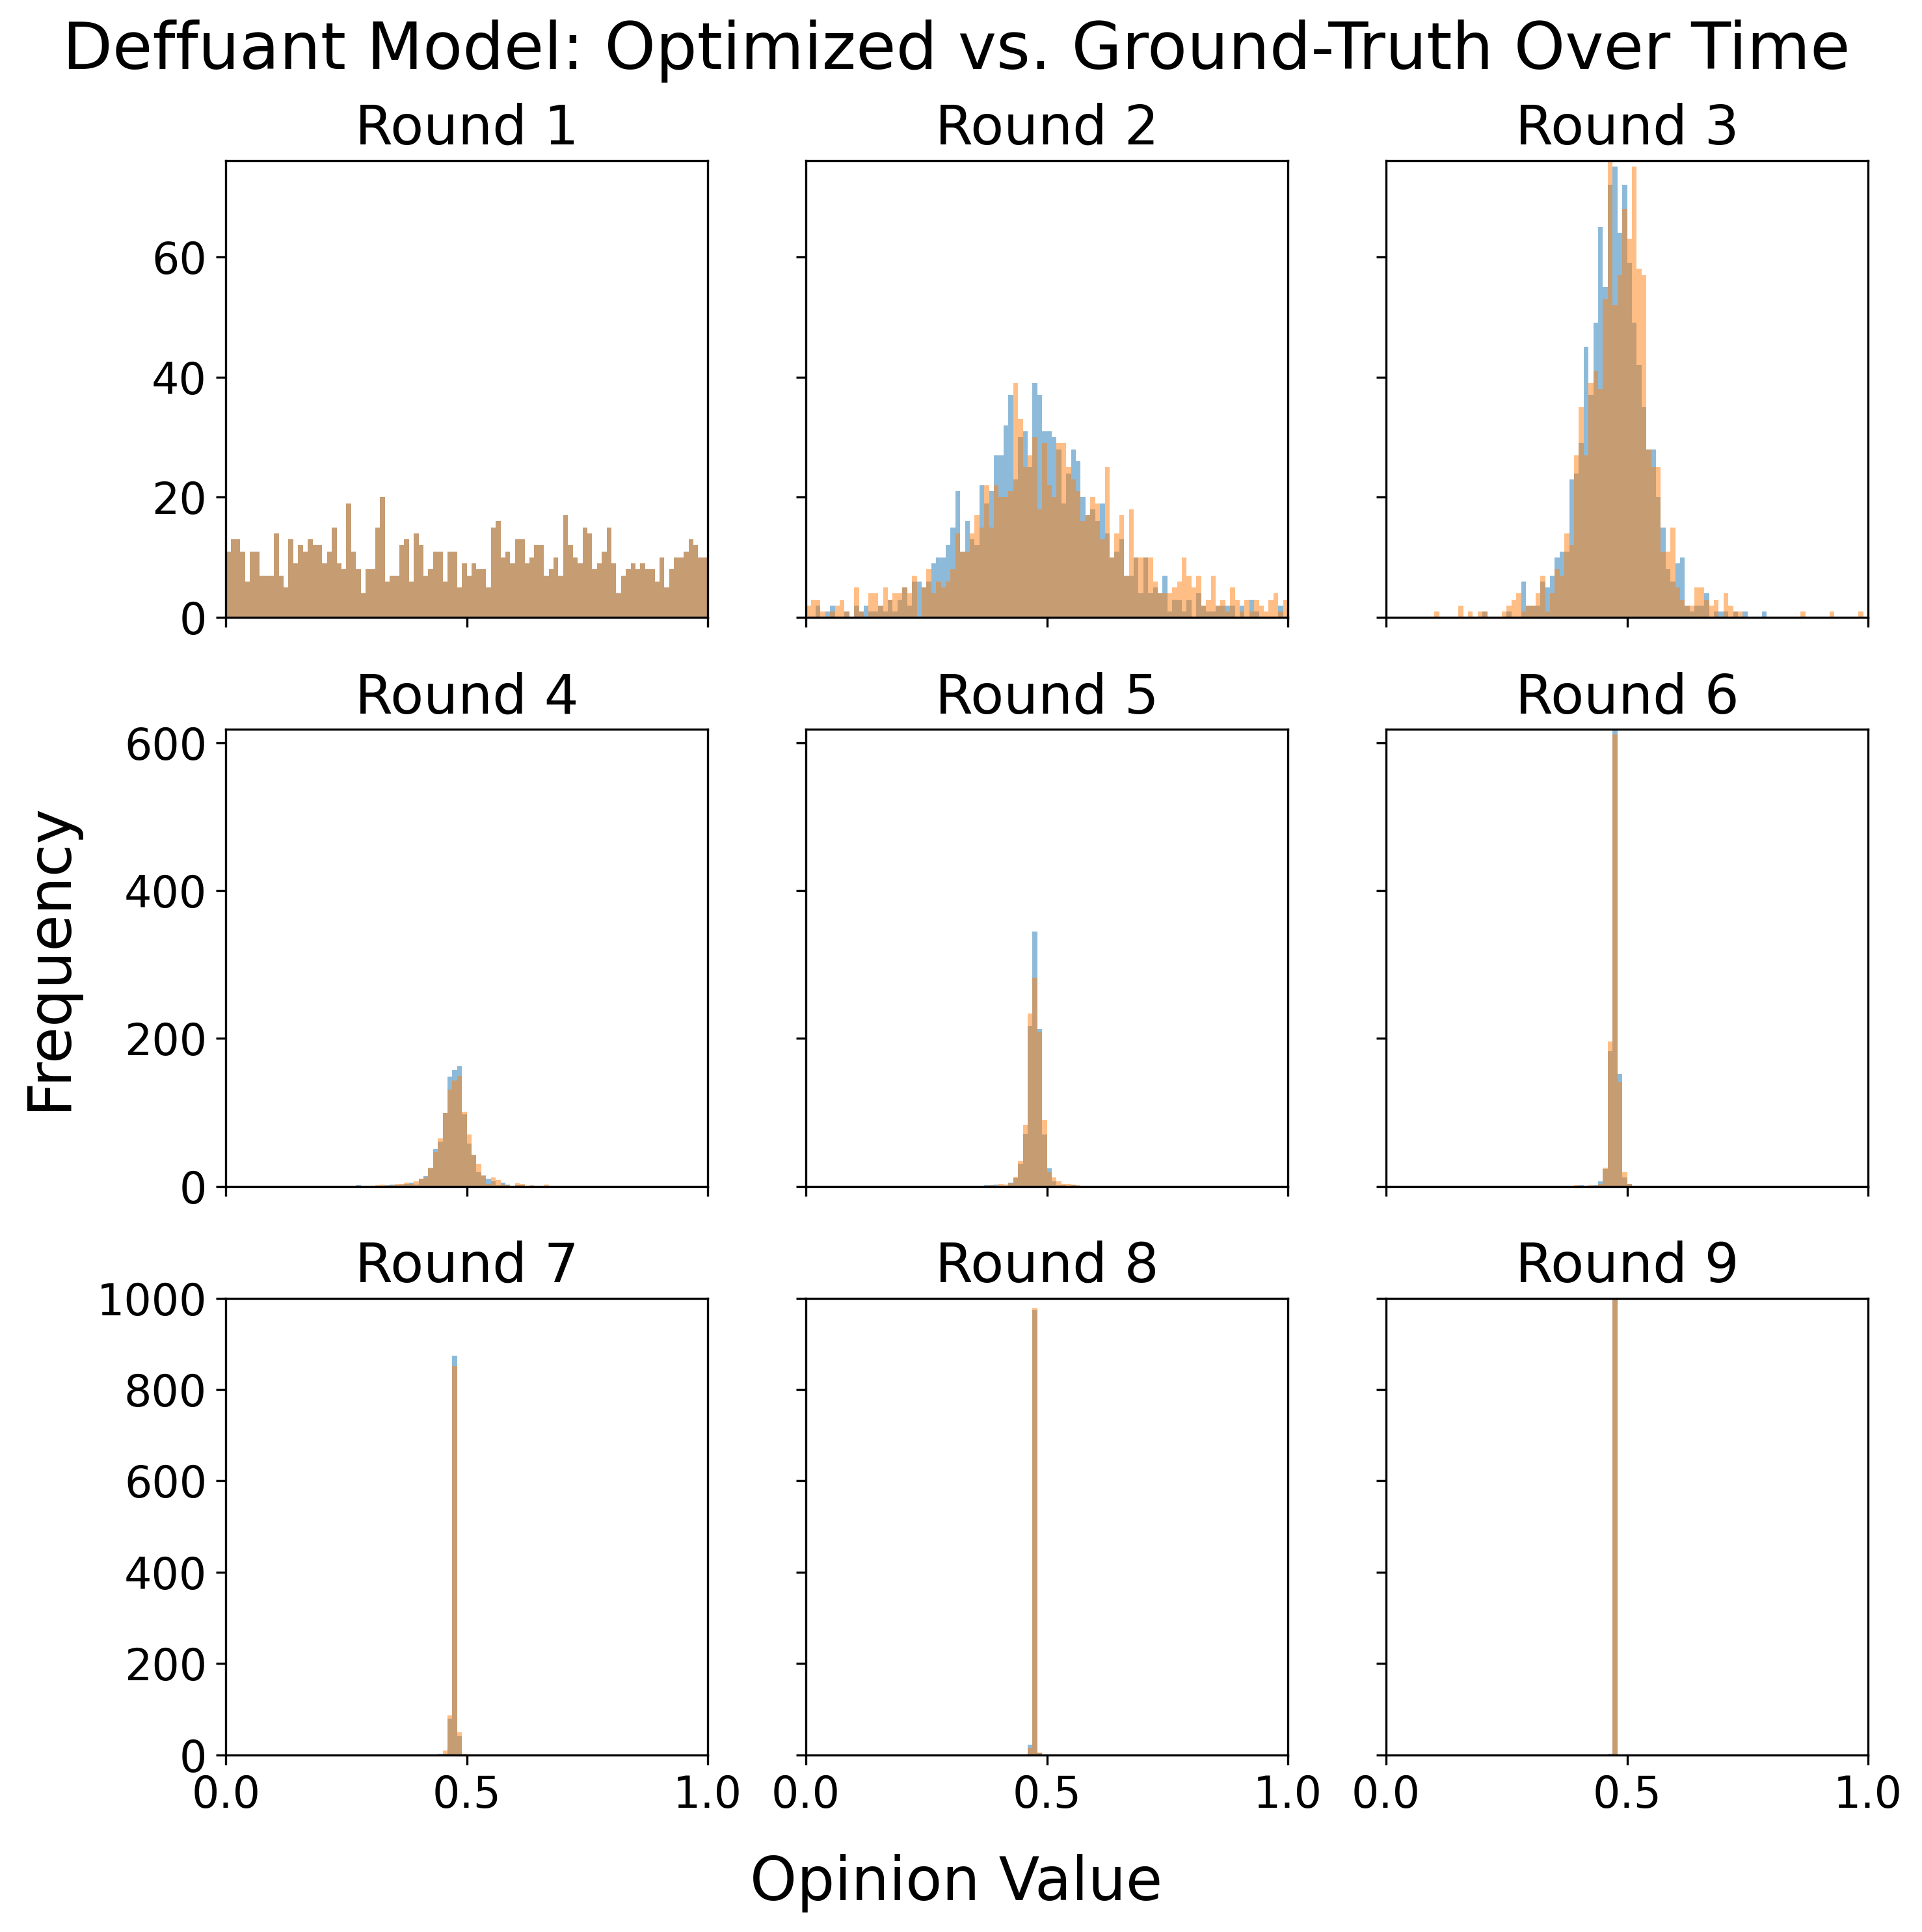 Deffuant Model: Optimized vs. Ground-Truth Over Time
Round 1
Round 2
Round 3
60
40
20
0
Round 4
Round 5
Round 6
600
400
200
0
Frequency
Round 7
Round 8
Round 9
1000
800
600
400
200
0
0.0 0.5 1.0
0.0 0.5 1.0
0.0 0.5 1.0
Opinion Value